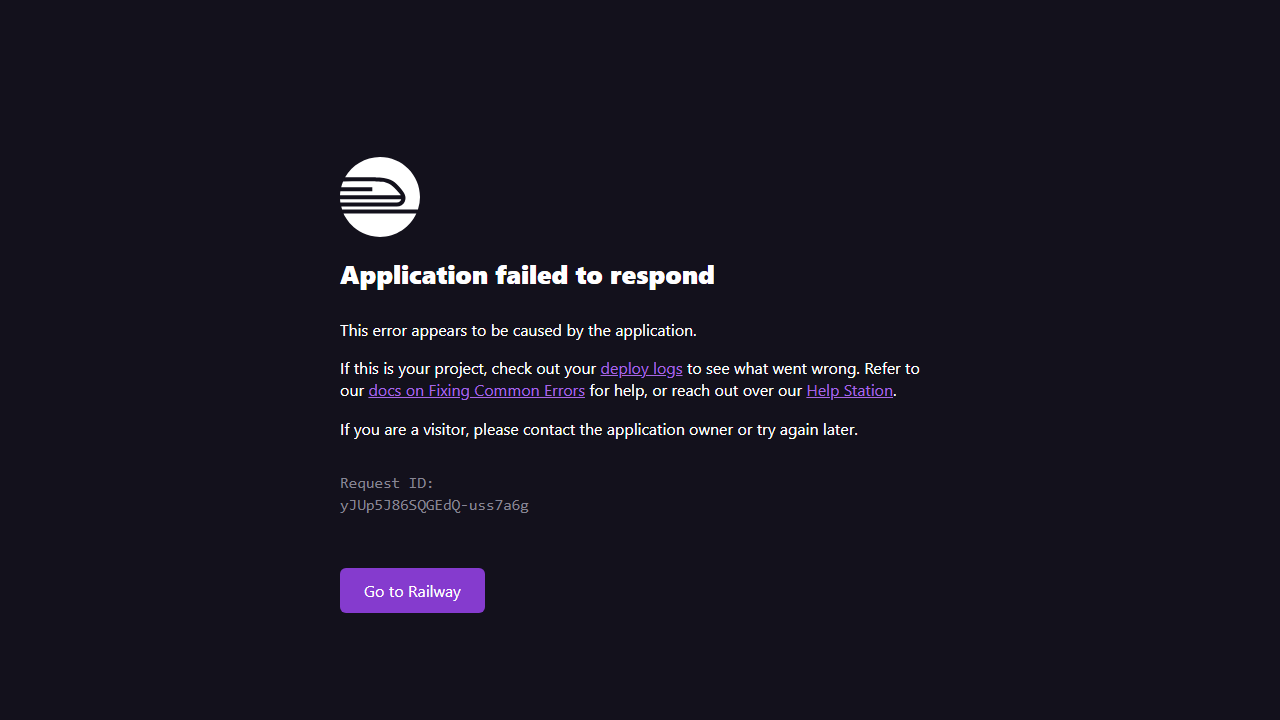 Application failed to respond
This error appears to be caused by the application.
If this is your project, check out your deploy logs to see what went wrong. Refer to
our docs on Fixing Common Errors for help, or reach out over our Help Station.
If you are a visitor, please contact the application owner or try again later.
Request ID:
yJUp5J86SQGEdQ-uss7a6g
Go to Railway